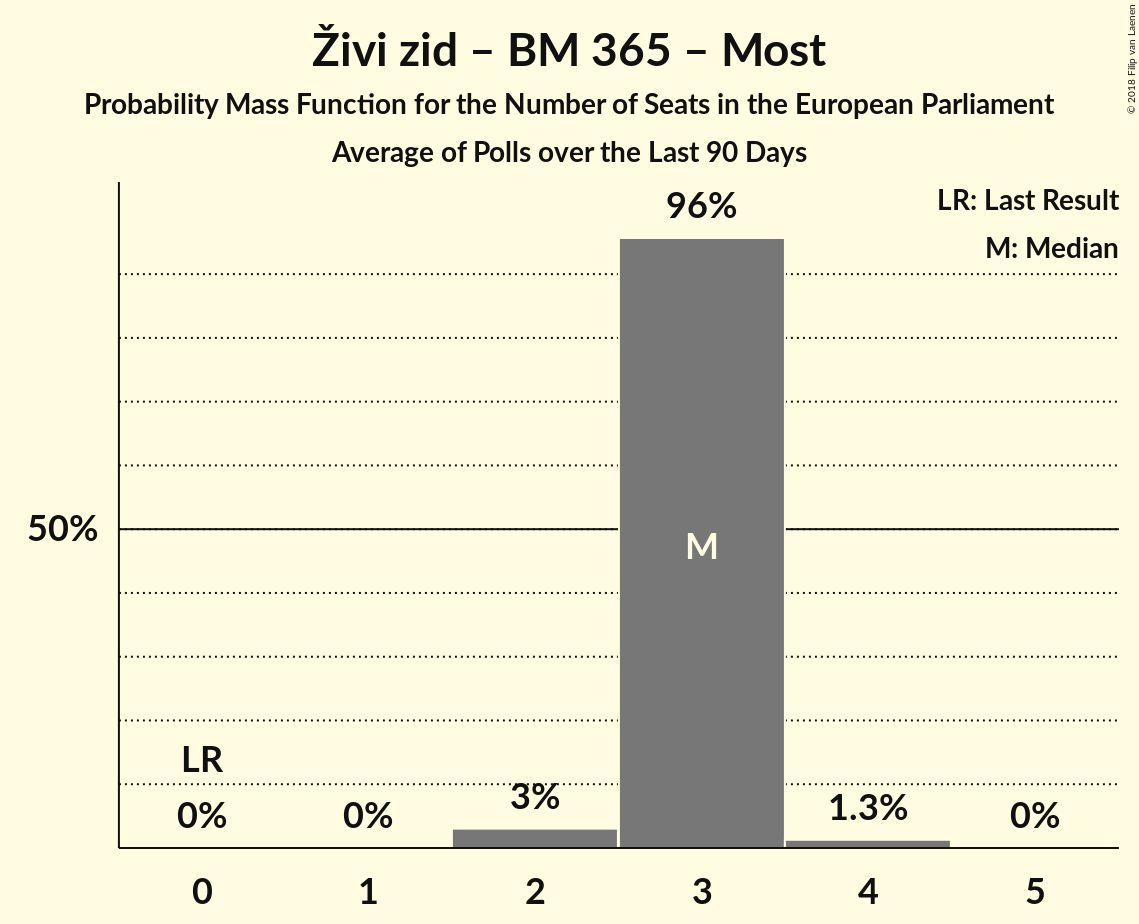 Živi zid – BM 365 – Most
Probability Mass Function for the Number of Seats in the European Parliament
Average of Polls over the Last 90 Days
© 2018 Filip van Laenen
LR: Last Result
M: Median
96%
50%
M
LR
0%
0%
3%
1.3%
0%
0
1
2
3
4
5